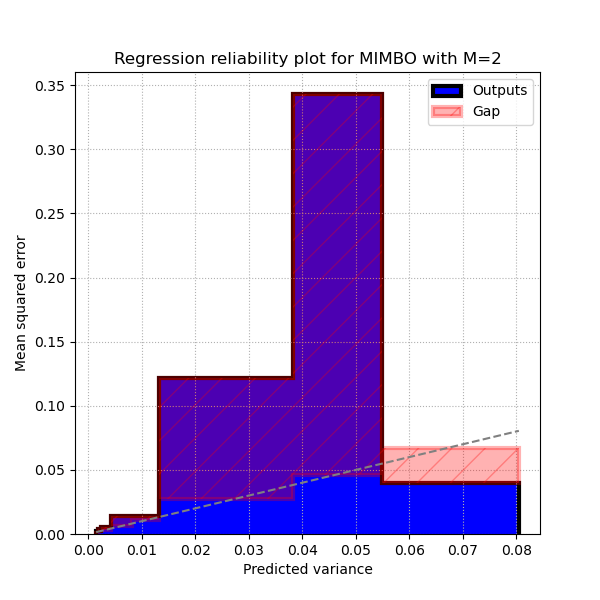 Regression reliability plot for MIMBO with M=2
Outputs
Gap
Mean squared error
0.35
0.30
0.25
0.20
0.15
0.10
0.05
0.00
0.00 0.01 0.02 0.03 0.04 0.05 0.06 0.07 0.08
Predicted variance